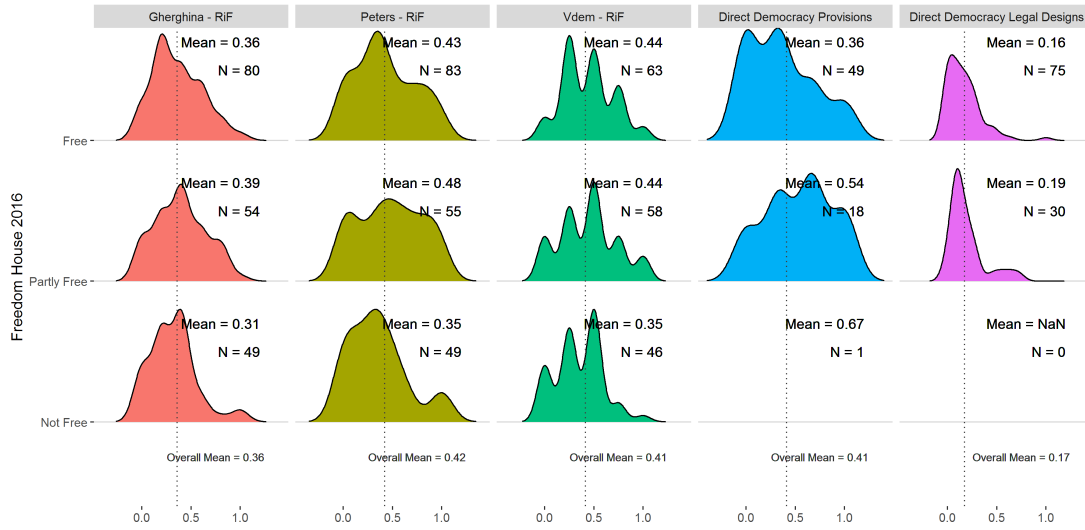 Gherghina - RiF
Peters - RiF
Vdem - RiF
Direct Democracy Provisions
Direct Democracy Legal Designs
Freedom House 2016
Free
Mean = 0.36
N = 80
Mean = 0.43
N = 83
Mean = 0.44
N = 63
Mean = 0.36
N = 49
Mean = 0.16
N = 75
Partly Free
Mean = 0.39
N = 54
Mean = 0.48
N = 55
Mean = 0.44
N = 58
Mean = 0.54
N = 18
Mean = 0.19
N = 30
Not Free
Mean = 0.31
N = 49
Mean = 0.35
N = 49
Mean = 0.35
N = 46
Mean = 0.67
N = 1
Mean = NaN
N = 0
Overall Mean = 0.36
Overall Mean = 0.42
Overall Mean = 0.41
Overall Mean = 0.41
Overall Mean = 0.17
0.0 0.5 1.0
0.0 0.5 1.0
0.0 0.5 1.0
0.0 0.5 1.0
0.0 0.5 1.0